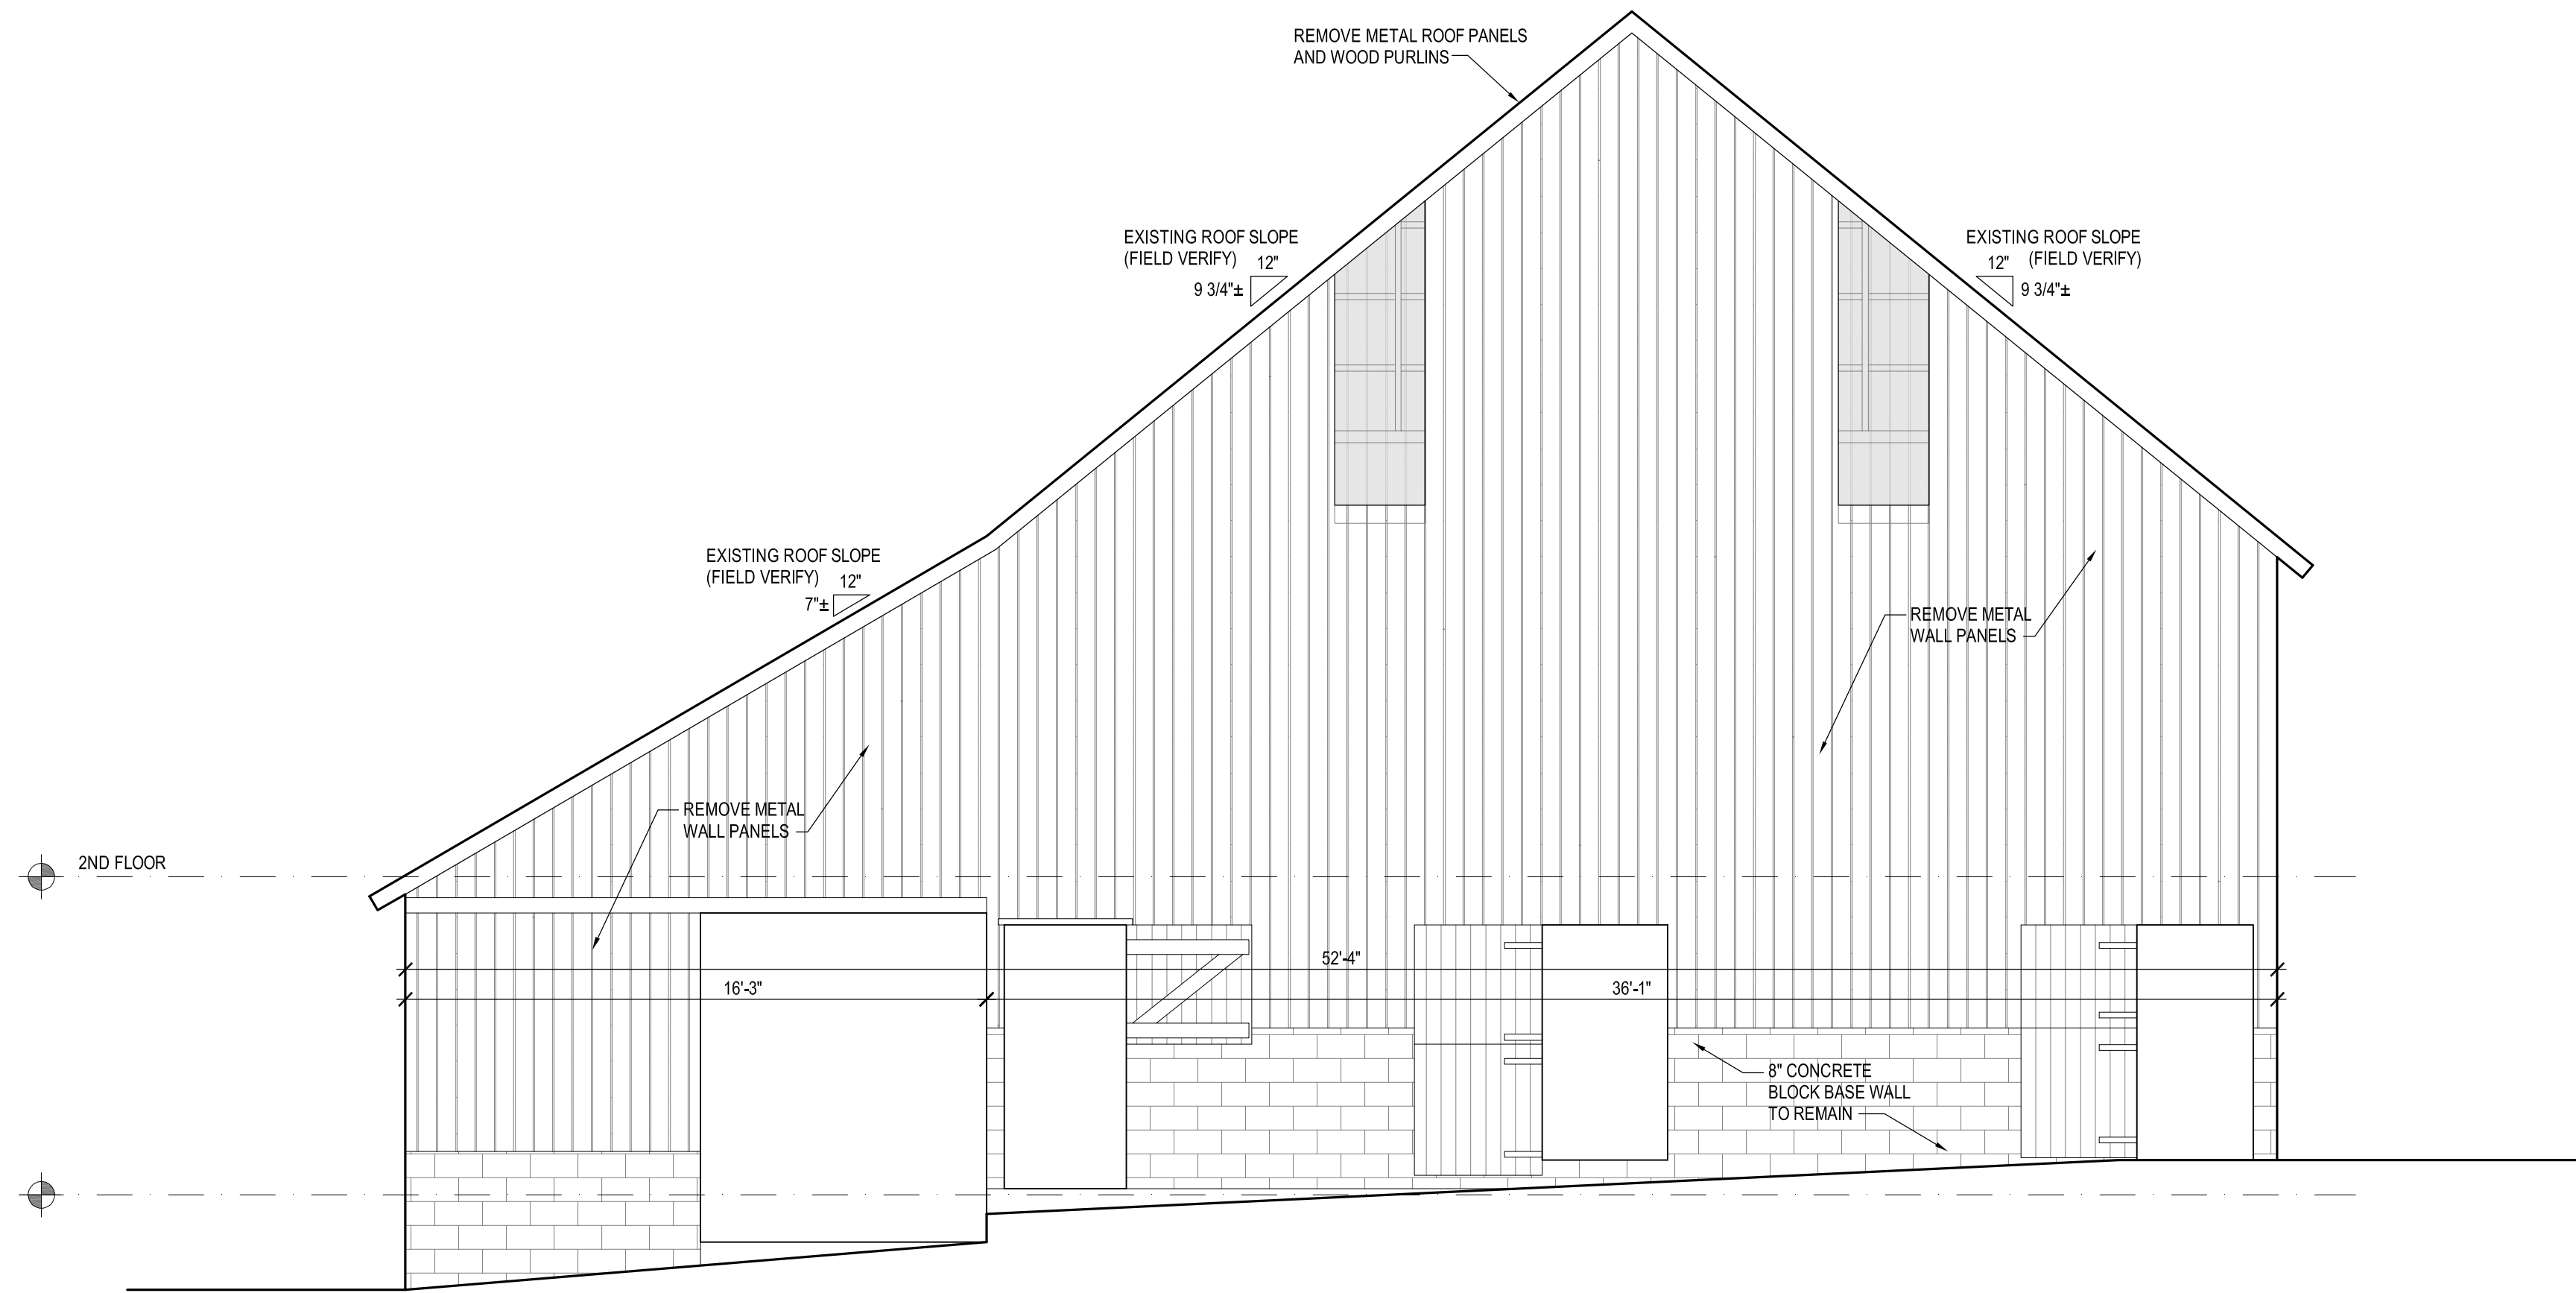 REMOVE METAL ROOF PANELS
AND WOOD PURLINS
EXISTING ROOF SLOPE
(FIELD VERIFY)
12"
9 3/4"±
EXISTING ROOF SLOPE
12"
(FIELD VERIFY)
9 3/4"±
EXISTING ROOF SLOPE
(FIELD VERIFY)
12"
7"±
REMOVE METAL
WALL PANELS
REMOVE METAL
WALL PANELS
2ND FLOOR
52'-4"
16'-3"
36'-1"
8" CONCRETE
BLOCK BASE WALL
TO REMAIN